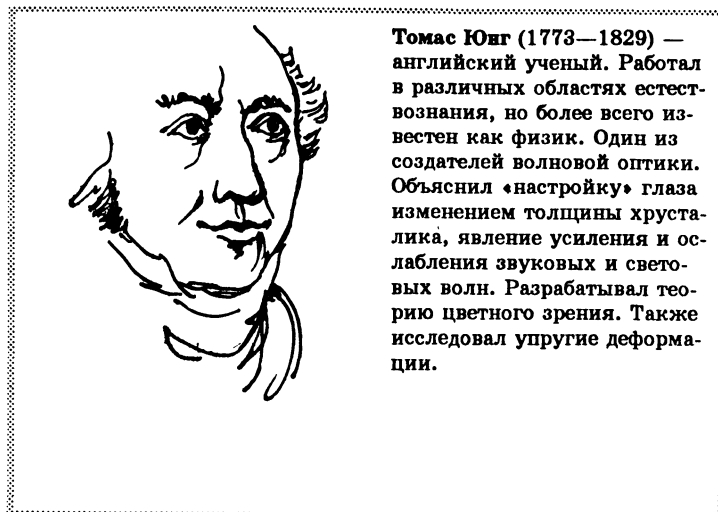 Томас Юнг (1773—1829) —
английский ученый. Работал
в различных областях естест-
вознания, но более всего из-
вестен как физик. Один из
создателей волновой оптики.
Объяснил «настройку» глаза
изменением толщины хруста-
лика, явление усиления и ос-
лабления звуковых и свето-
вых волн. Разрабатывал тео-
рию цветного зрения. Также
исследовал упругие деформа-
ции.